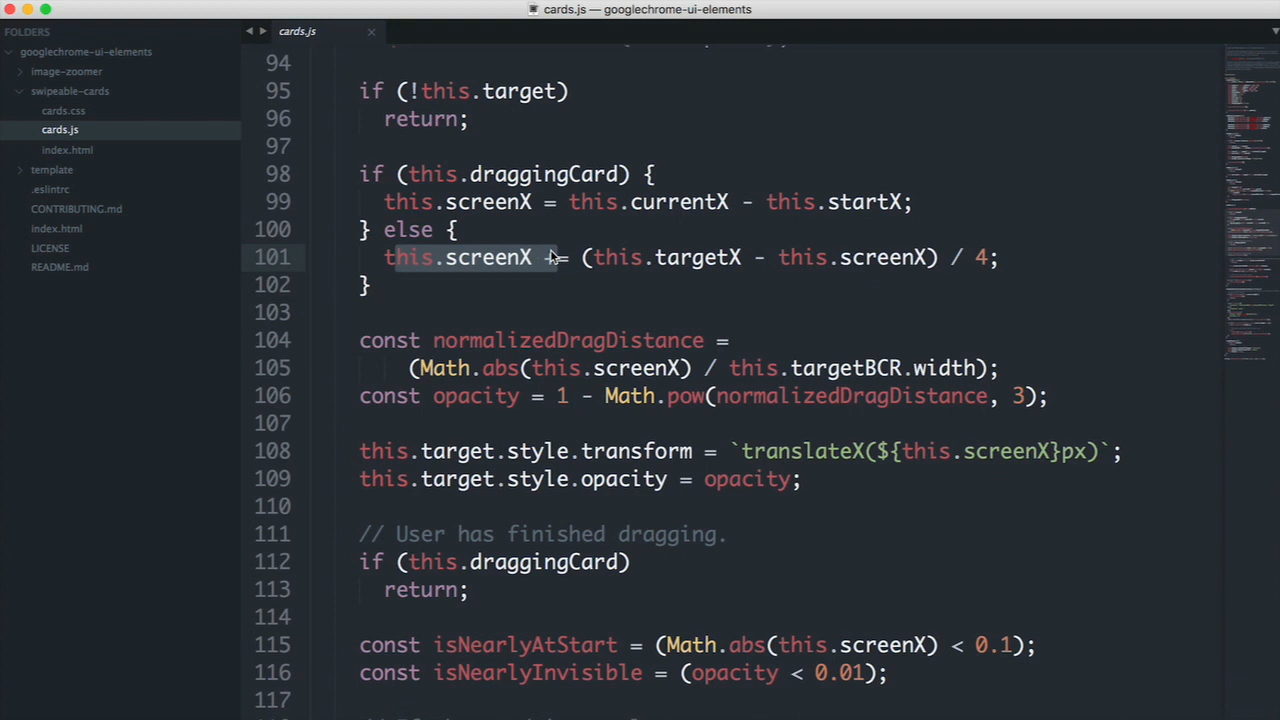 cards.js — googlechrome-ui-elements
FOLDERS
googlechrome-ui-elements
image-zoomer
swipeable-cards
cards.css
cards.js
index.html
template
.eslintrc
CONTRIBUTING.md
index.html
LICENSE
README.md
cards.js
94
95 if (!this.target)
96 return;
97
98 if (this.draggingCard) {
99 this.screenX = this.currentX - this.startX;
100 } else {
101 this.screenX += (this.targetX - this.screenX) / 4;
102 }
103
104 const normalizedDragDistance =
105 (Math.abs(this.screenX) / this.targetBCR.width);
106 const opacity = 1 - Math.pow(normalizedDragDistance, 3);
107
108 this.target.style.transform = `translateX(${this.screenX}px)`;
109 this.target.style.opacity = opacity;
110
111 // User has finished dragging.
112 if (this.draggingCard)
113 return;
114
115 const isNearlyAtStart = (Math.abs(this.screenX) < 0.1);
116 const isNearlyInvisible = (opacity < 0.01);
117